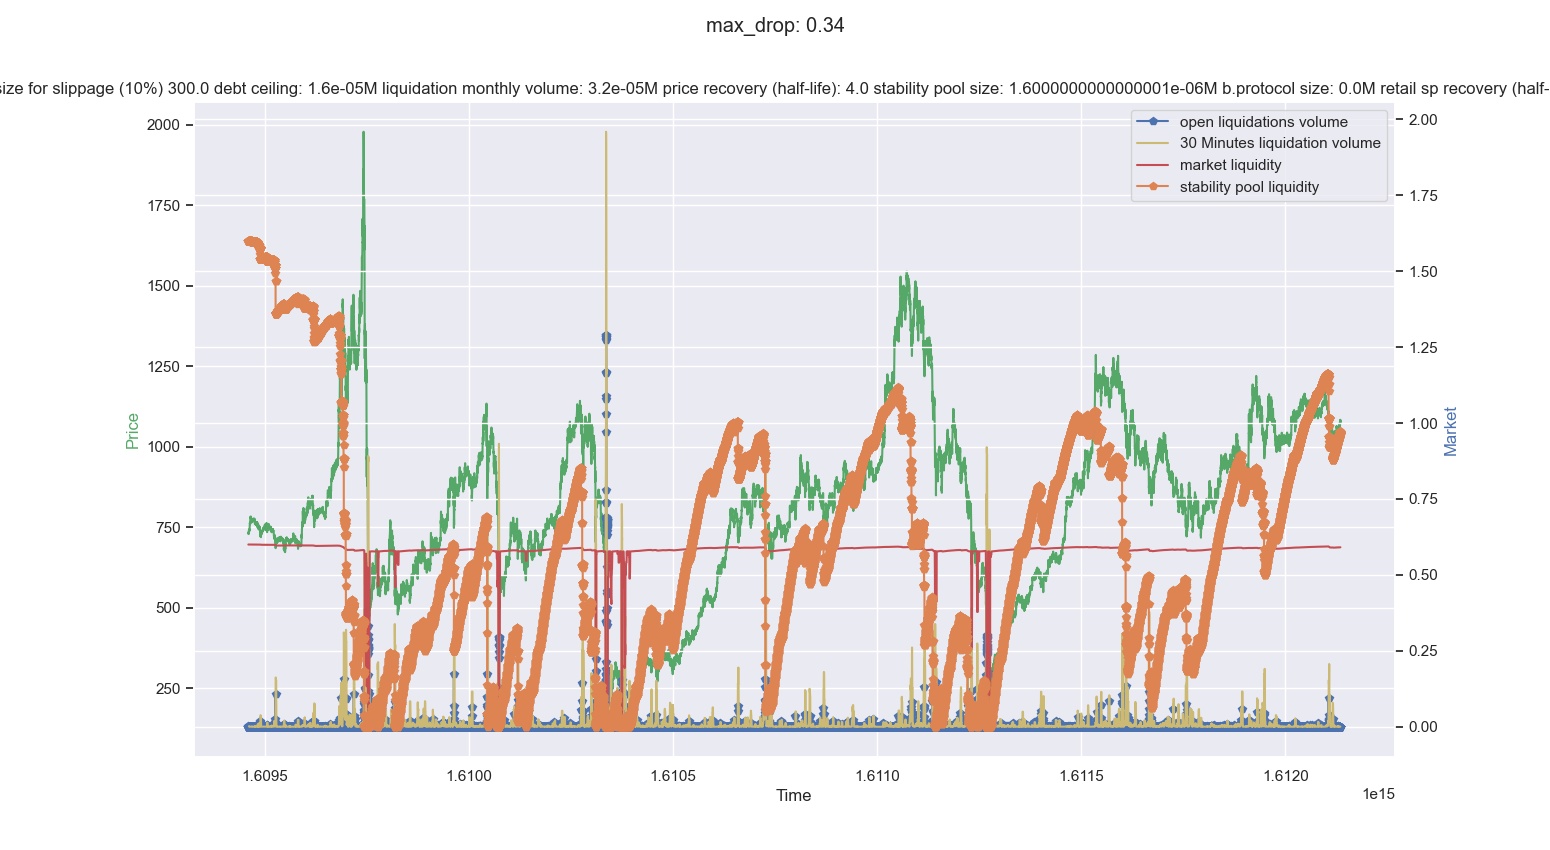 max_drop: 0.34
size for slippage (10%) 300.0 debt ceiling: 1.6e-05M liquidation monthly volume: 3.2e-05M price recovery (half-life): 4.0 stability pool size: 1.6000000000000001e-06M b.protocol size: 0.0M retail sp recovery (half-
2000
1750
1500
1250
1000
750
500
250
Price
open liquidations volume
30 Minutes liquidation volume
market liquidity
stability pool liquidity
2.00
1.75
1.50
1.25
1.00
0.75
0.50
0.25
0.00
Market
1.6095 1.6100 1.6105 1.6110 1.6115 1.6120
1e15
Time